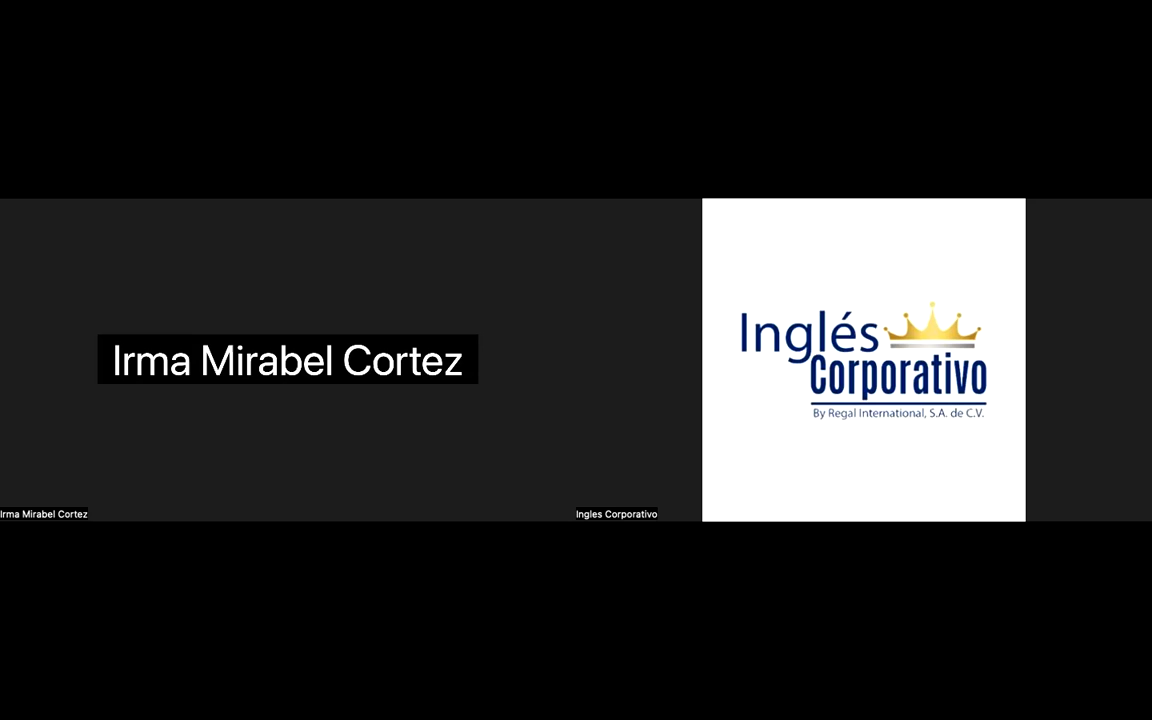 Irma Mirabel Cortez
Irma Mirabel Cortez
Inglés
Corporativo
By Regal International, S.A. de C.V.
Ingles Corporativo